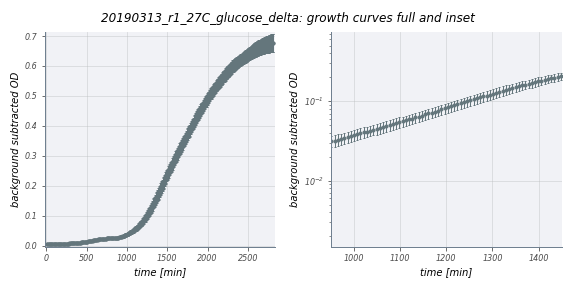 20190313_r1_27C_glucose_delta: growth curves full and inset
background subtracted OD
0.7
0.6
0.5
0.4
0.3
0.2
0.1
0.0
0 500 1000 1500 2000 2500
time [min]
background subtracted OD
10⁻¹
10⁻²
1000 1100 1200 1300 1400
time [min]